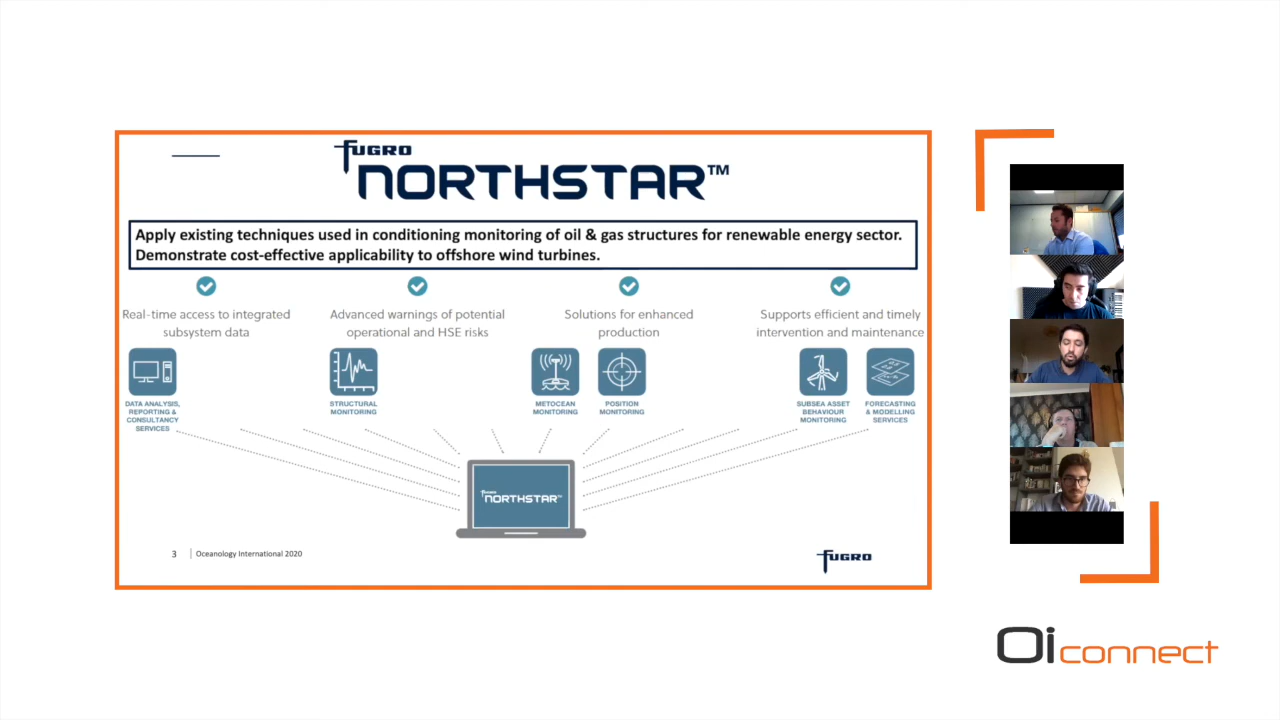 FUGRO
NORTHSTAR™
Apply existing techniques used in conditioning monitoring of oil & gas structures for renewable energy sector.
Demonstrate cost-effective applicability to offshore wind turbines.
Real-time access to integrated
subsystem data
Advanced warnings of potential
operational and HSE risks
Solutions for enhanced
production
Supports efficient and timely
intervention and maintenance
DATA ANALYSIS,
REPORTING &
CONSULTANCY
SERVICES
STRUCTURAL
MONITORING
METOCEAN
MONITORING
POSITION
MONITORING
SUBSEA ASSET
BEHAVIOUR
MONITORING
FORECASTING
& MODELLING
SERVICES
FUGRO
NORTHSTAR™
3 Oceanology International 2020
FUGRO
Oi connect